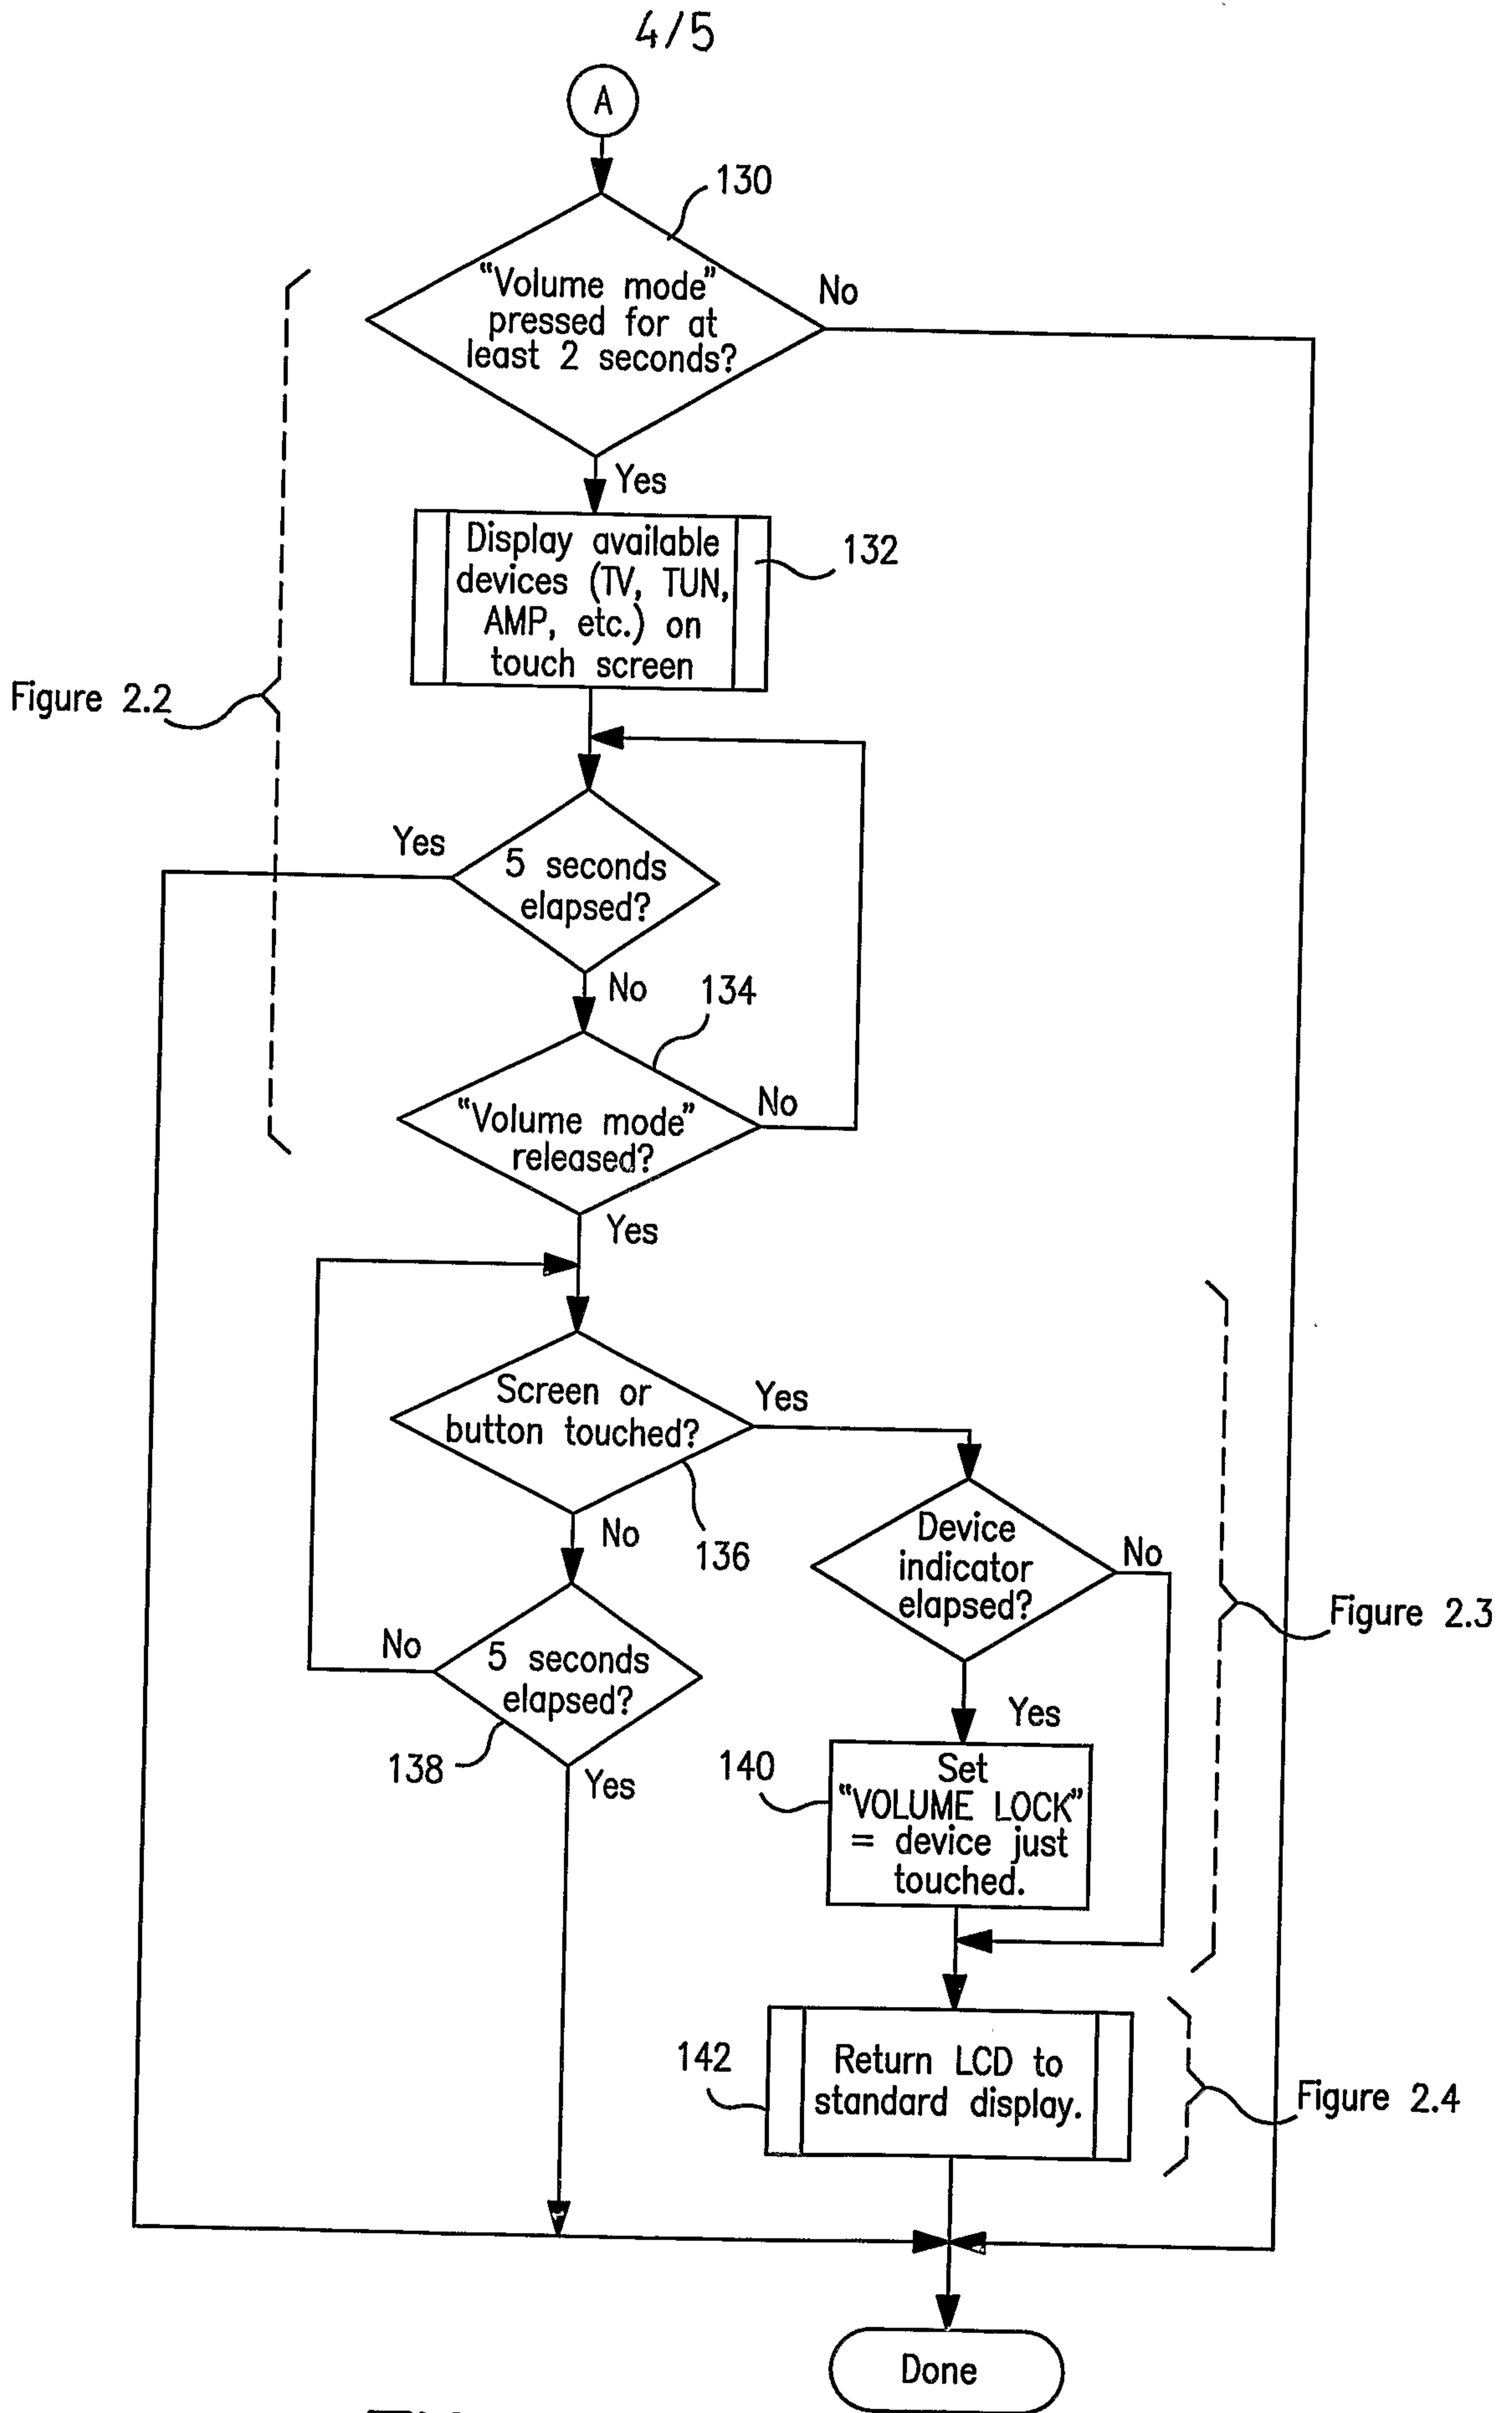 4/5
A
130
"Volume mode"
pressed for at
least 2 seconds?
No
Yes
Display available
devices (TV, TUN,
AMP, etc.) on
touch screen
132
Figure 2.2
Yes
5 seconds
elapsed?
No
134
"Volume mode"
released?
No
Yes
Screen or
button touched?
Yes
136
No
Device
indicator
elapsed?
No
Figure 2.3
No
5 seconds
elapsed?
138
Yes
Yes
140
Set
"VOLUME LOCK"
= device just
touched.
142
Return LCD to
standard display.
Figure 2.4
Done